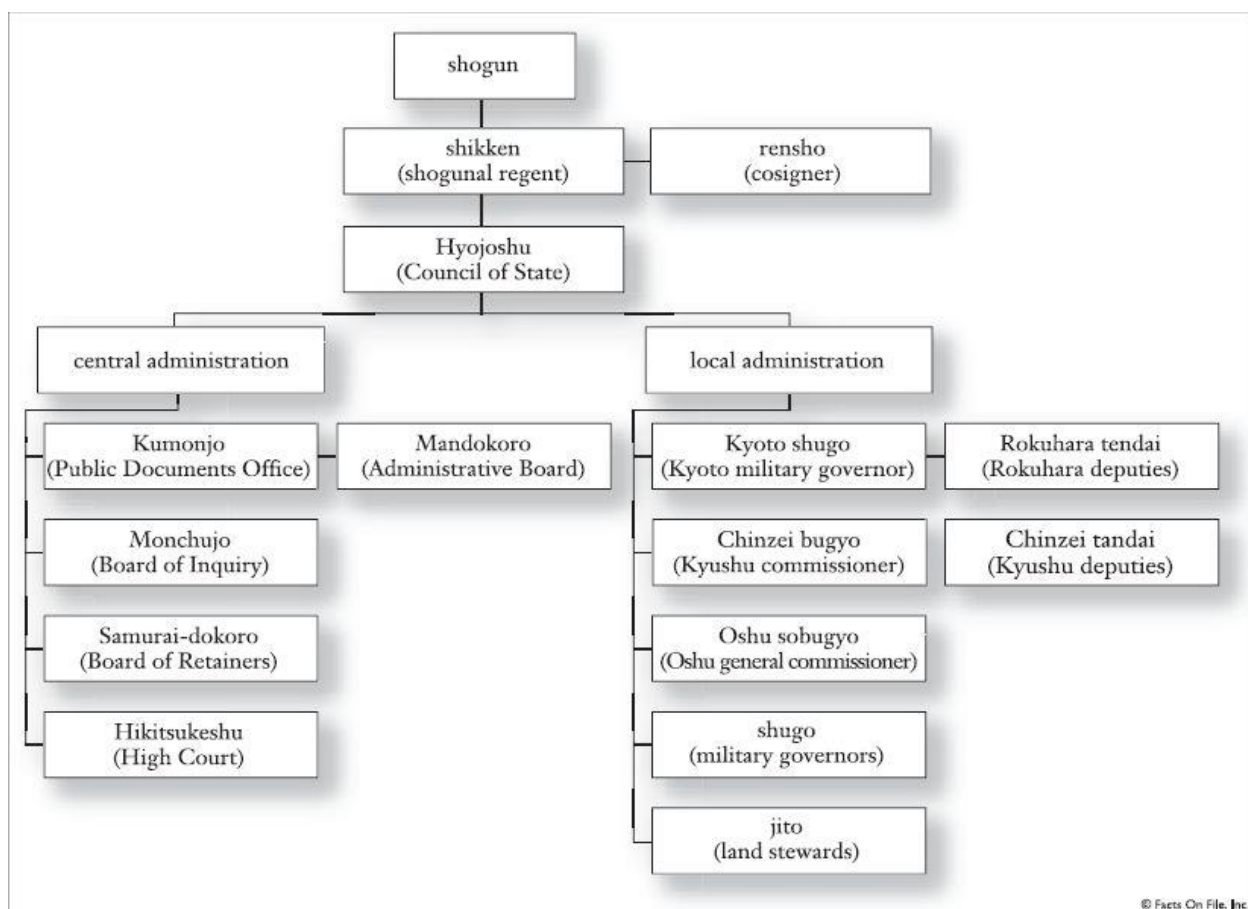 shogun
shikken
(shogunal regent)
rensho
(cosigner)
Hyojoshu
(Council of State)
central administration
local administration
Kumonjo
(Public Documents Office)
Mandokoro
(Administrative Board)
Kyoto shugo
(Kyoto military governor)
Rokuhara tendai
(Rokuhara deputies)
Monchujo
(Board of Inquiry)
Chinzei bugyo
(Kyushu commissioner)
Chinzei tandai
(Kyushu deputies)
Samurai-dokoro
(Board of Retainers)
Oshu sobugyo
(Oshu general commissioner)
Hikitsukeshu
(High Court)
shugo
(military governors)
jito
(land stewards)
© Facts On File, Inc.